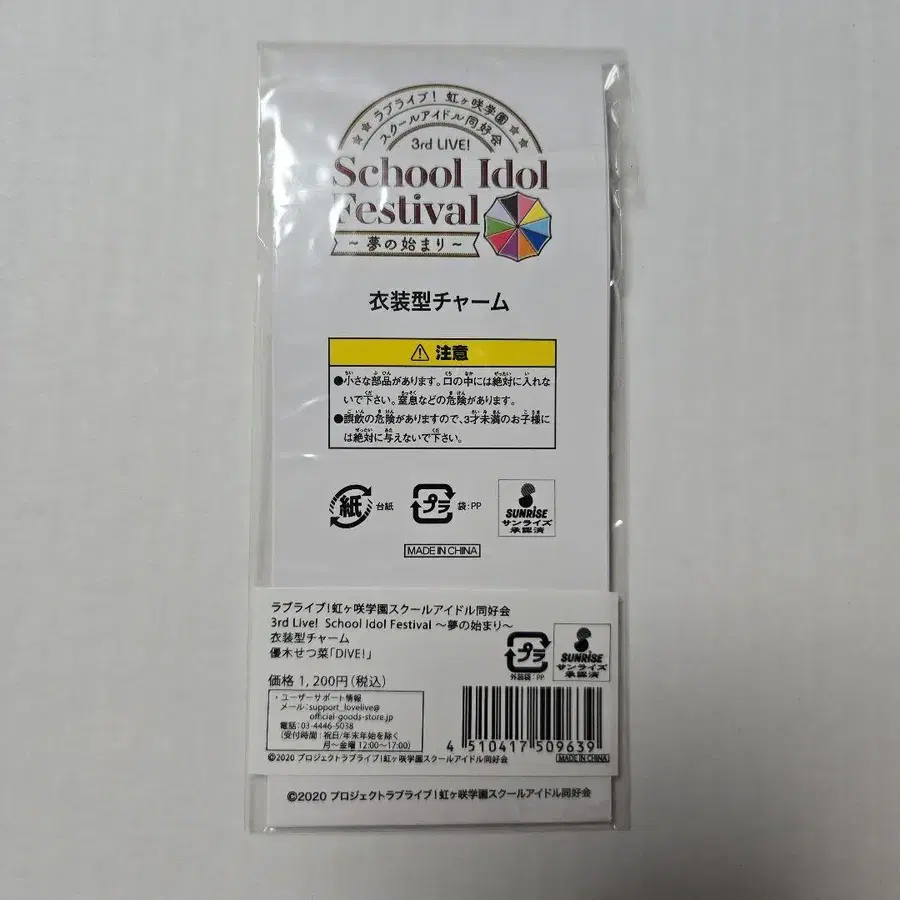 ラブライブ! 虹ヶ咲学園
スクールアイドル同好会
3rd LIVE!
School Idol
Festival
~ 夢の始まり ~
衣装型チャーム
注意
●小さな部品があります。口の中には絶対に入れな
いで下さい。窒息などの危険があります。
●誤飲の危険がありますので、3才未満のお子様に
は絶対に与えないで下さい。
紙 台紙
プラ 袋:PP
SUNRISE
サンライズ
承認済
MADE IN CHINA
ラブライブ!虹ヶ咲学園スクールアイドル同好会
3rd Live! School Idol Festival ~夢の始まり~
衣装型チャーム
優木せつ菜「DIVE!」
価格 1,200円(税込)
・ユーザーサポート情報
メール:support_lovelive@
official-goods-store.jp
電話:03-4446-5038
(受付時間:祝日/年末年始を除く
月~金曜 12:00~17:00)
©2020 プロジェクトラブライブ!虹ヶ咲学園スクールアイドル同好会
プラ
外装袋:PP
SUNRISE
サンライズ
承認済
4 510417 509639
MADE IN CHINA
©2020 プロジェクトラブライブ!虹ヶ咲学園スクールアイドル同好会